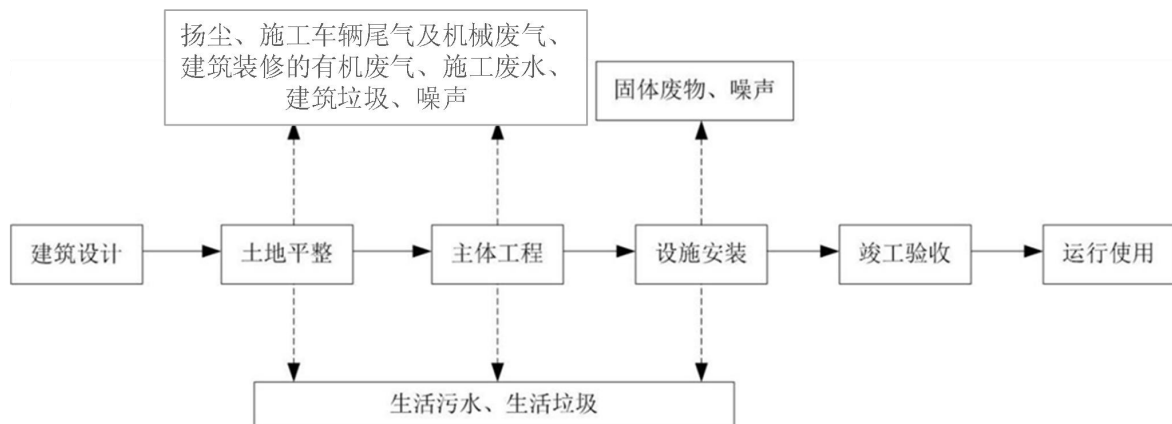 扬尘、施工车辆尾气及机械废气、
建筑装修的有机废气、施工废水、
建筑垃圾、噪声
固体废物、噪声
建筑设计
土地平整
主体工程
设施安装
竣工验收
运行使用
生活污水、生活垃圾